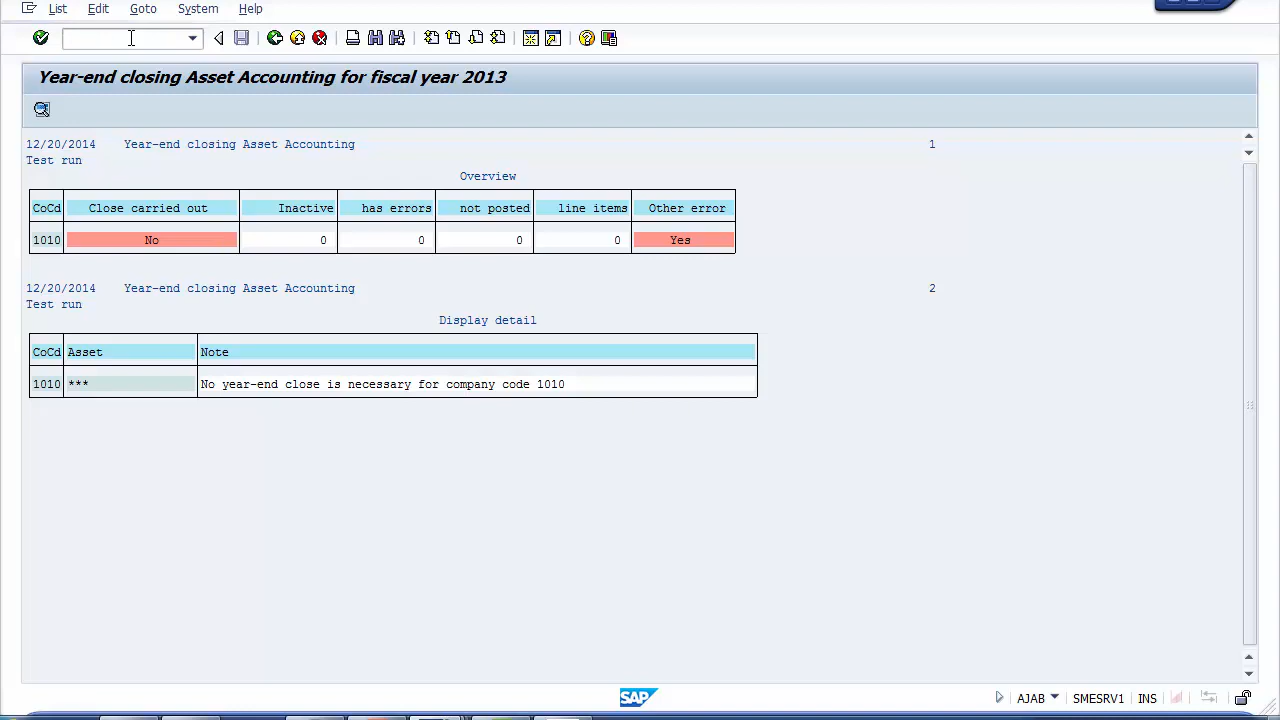 List Edit Goto System Help
Year-end closing Asset Accounting for fiscal year 2013
12/20/2014 Year-end closing Asset Accounting 1
Test run
Overview
CoCd Close carried out Inactive has errors not posted line items Other error
1010 No 0 0 0 0 Yes
12/20/2014 Year-end closing Asset Accounting 2
Test run
Display detail
CoCd Asset Note
1010 *** No year-end close is necessary for company code 1010
SAP AJAB SMESRV1 INS